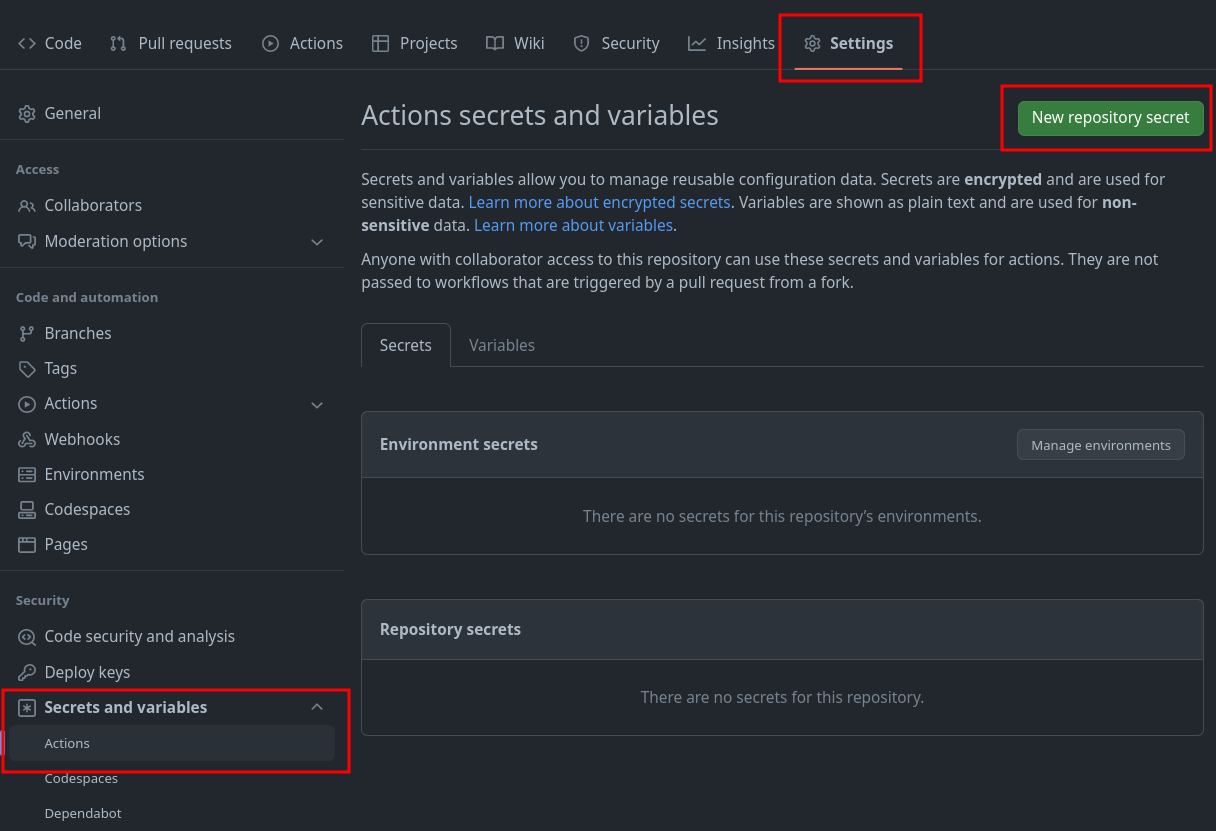 Code Pull requests Actions Projects Wiki Security Insights Settings
General
Access
Collaborators
Moderation options
Code and automation
Branches
Tags
Actions
Webhooks
Environments
Codespaces
Pages
Security
Code security and analysis
Deploy keys
Secrets and variables
Actions
Codespaces
Dependabot
Actions secrets and variables
New repository secret
Secrets and variables allow you to manage reusable configuration data. Secrets are encrypted and are used for
sensitive data. Learn more about encrypted secrets. Variables are shown as plain text and are used for non-
sensitive data. Learn more about variables.
Anyone with collaborator access to this repository can use these secrets and variables for actions. They are not
passed to workflows that are triggered by a pull request from a fork.
Secrets Variables
Environment secrets
Manage environments
There are no secrets for this repository’s environments.
Repository secrets
There are no secrets for this repository.